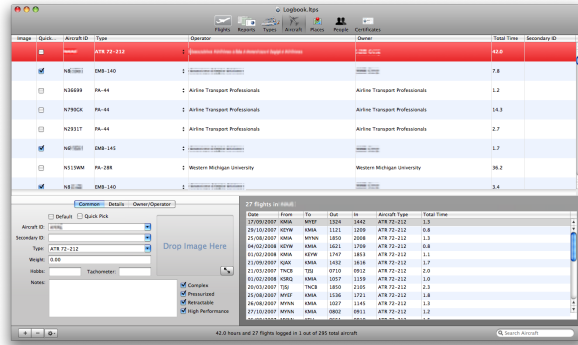 Logbook.ltps
Flights Reports Types Aircraft Places People Certificates
Image Quick... Aircraft ID Type Operator Owner Total Time Secondary ID
ATR 72-212 42.0
N8 EMB-140 7.8
N36699 PA-44 Airline Transport Professionals Airline Transport Professionals 1.2
N790GK PA-44 Airline Transport Professionals Airline Transport Professionals 14.3
N2931T PA-44 Airline Transport Professionals Airline Transport Professionals 2.7
N6 EMB-145 1.7
N515WM PA-28R Western Michigan University Western Michigan University 36.2
N8 EMB-140 3.4
Common Details Owner/Operator
Default Quick Pick
Aircraft ID:
Secondary ID:
Type: ATR 72-212
Weight: 0.00
Hobbs: Tachometer:
Notes:
Drop Image Here
Complex
Pressurized
Retractable
High Performance
27 flights in
Date From To Out In Aircraft Type Total Time
17/09/2007 KMIA MYEF 1324 1442 ATR 72-212 1.3
29/10/2007 KEYW KMIA 1121 1209 ATR 72-212 0.8
25/08/2007 KMIA MYNN 1850 2008 ATR 72-212 1.3
04/02/2008 KEYW KMIA 1621 1709 ATR 72-212 0.8
01/02/2008 KMIA KEYW 1747 1853 ATR 72-212 1.1
21/09/2007 KJAX KMIA 1432 1616 ATR 72-212 1.7
21/03/2007 TNCB TJSJ 0710 0912 ATR 72-212 2.0
01/02/2008 KSRQ KMIA 1057 1159 ATR 72-212 1.0
20/03/2007 TJSJ TNCB 1850 2105 ATR 72-212 2.3
25/08/2007 MYEF KMIA 1536 1721 ATR 72-212 1.8
26/08/2007 MYNN KMIA 1027 1145 ATR 72-212 1.3
27/10/2007 MYNN KMIA 0802 0911 ATR 72-212 1.2
42.0 hours and 27 flights logged in 1 out of 295 total aircraft
Search Aircraft